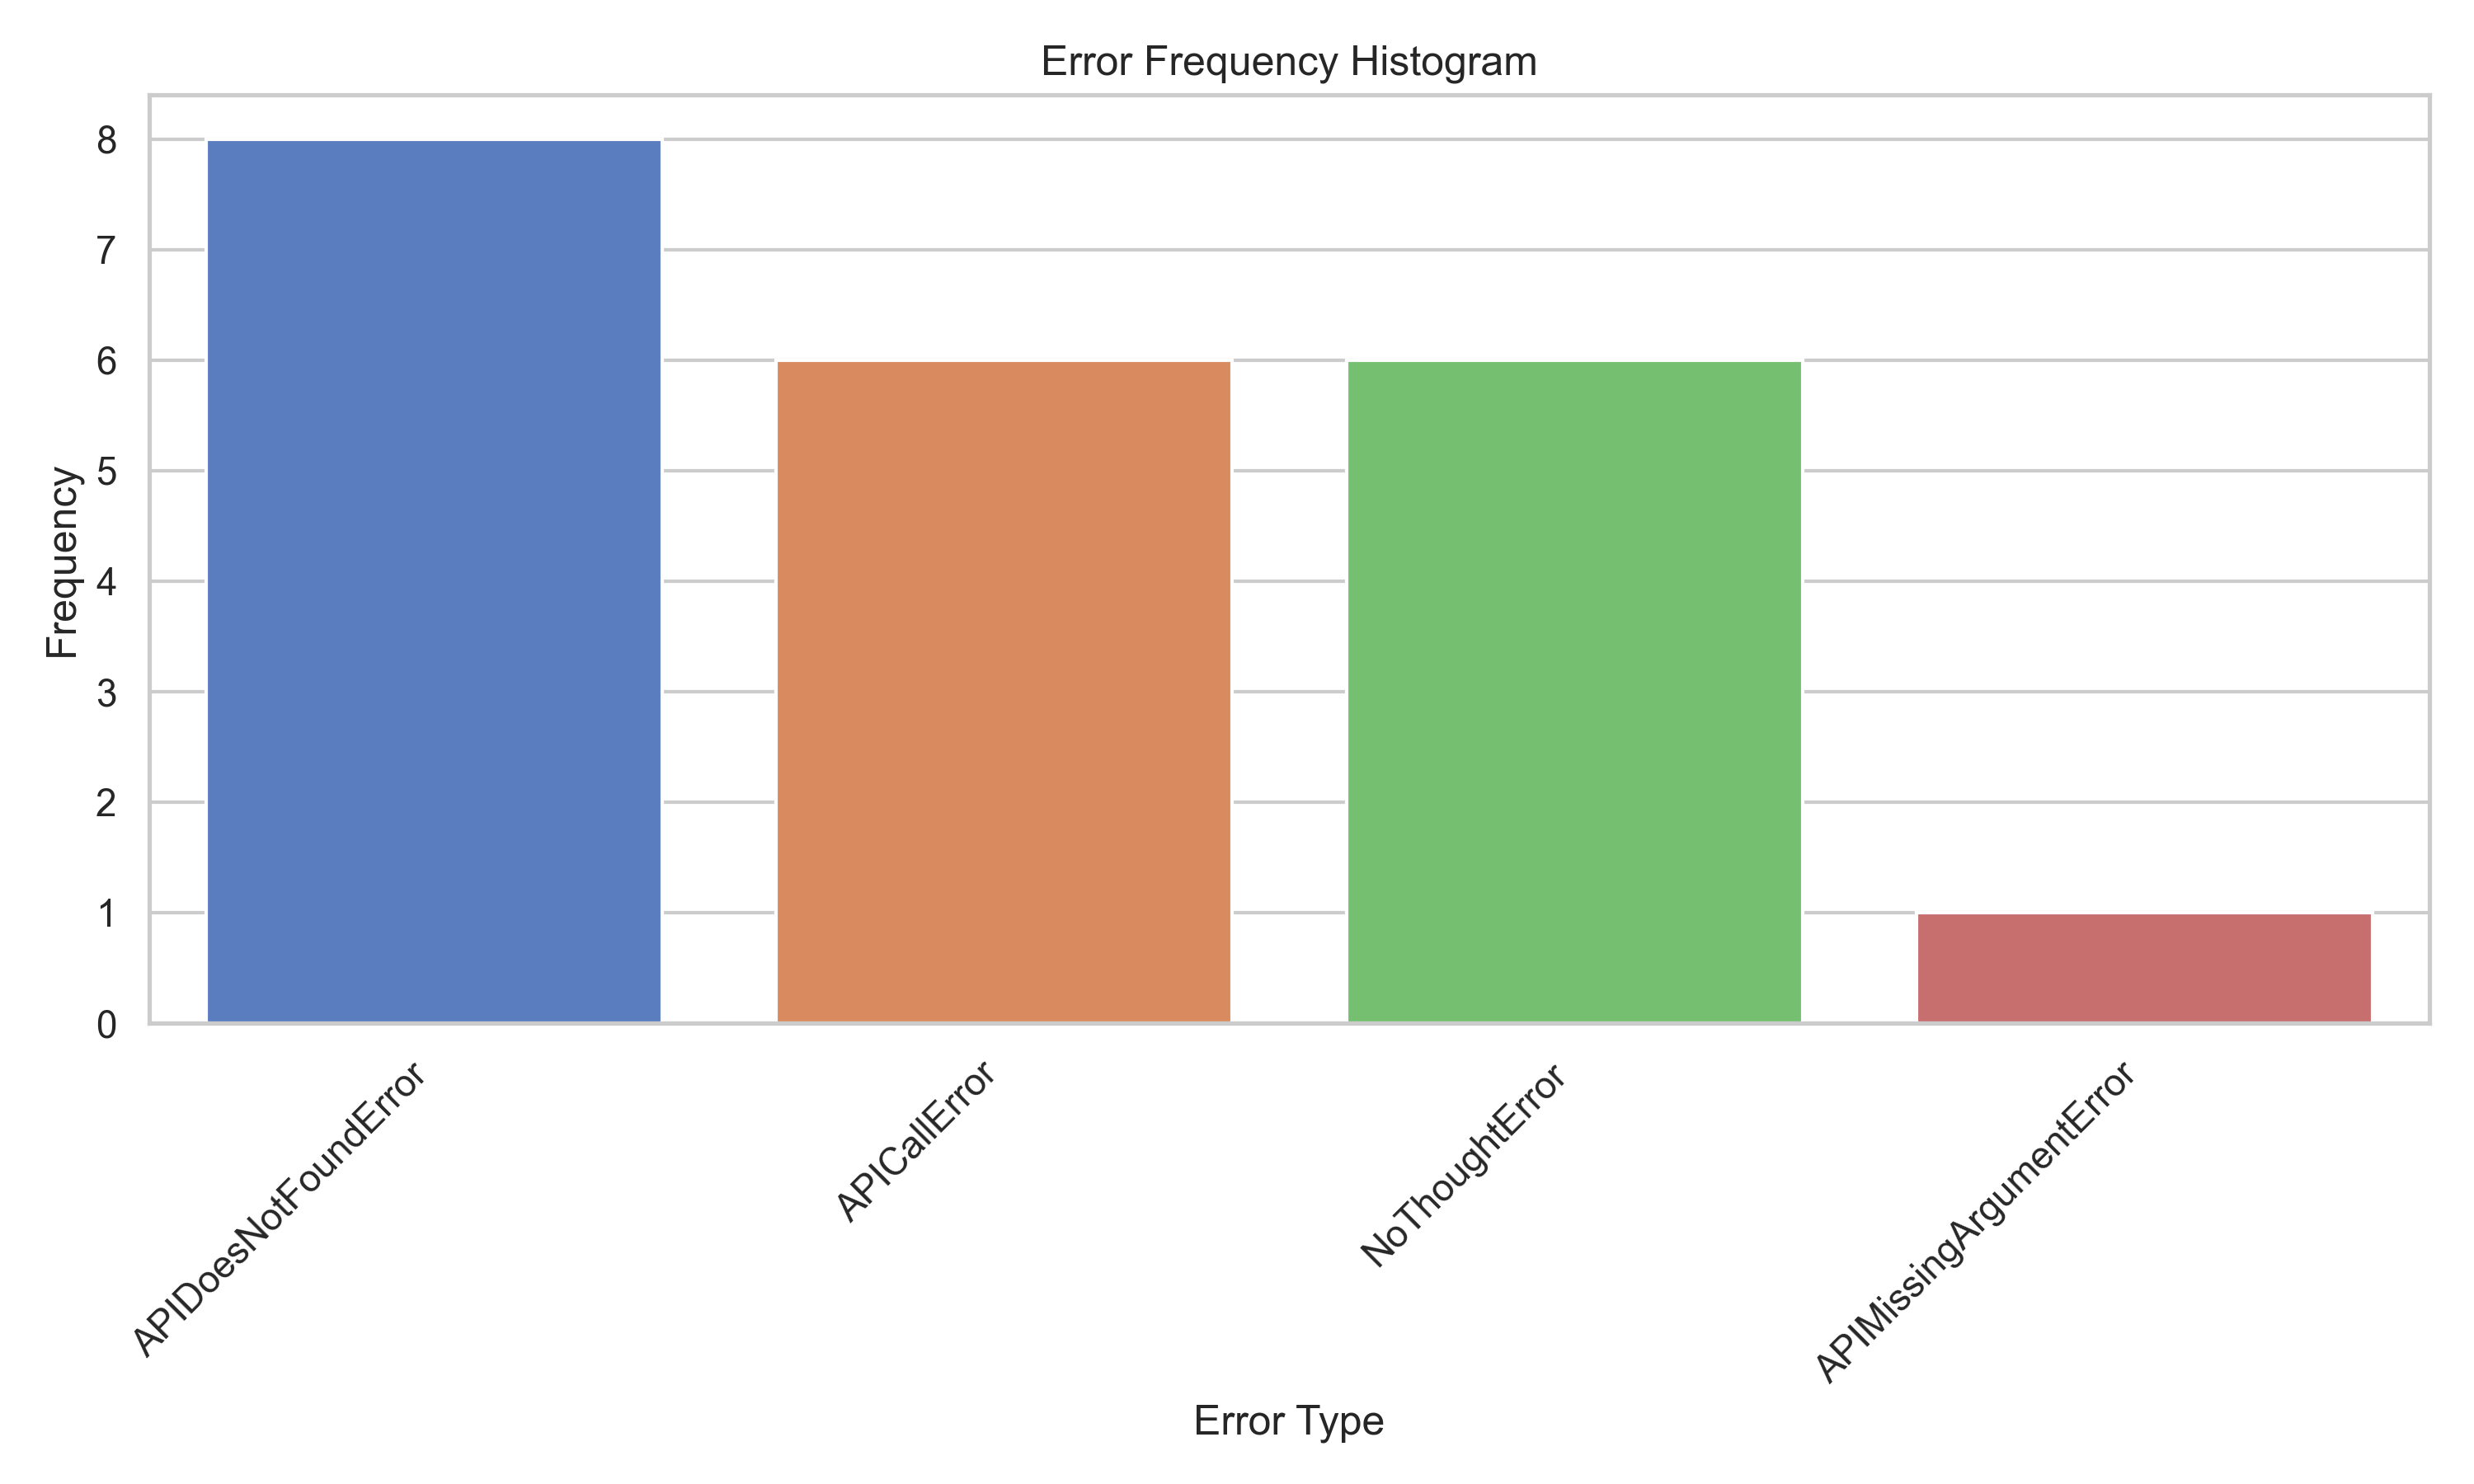 Error Frequency Histogram
Frequency
8
7
6
5
4
3
2
1
0
APIDoesNotFoundError
APICallError
NoThoughtError
APIMissingArgumentError
Error Type